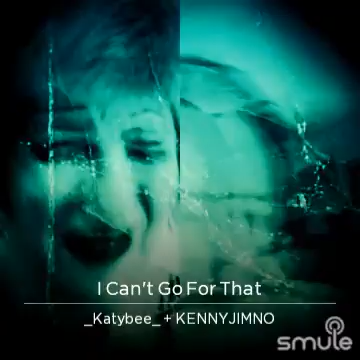 I Can't Go For That
_Katybee_ + KENNYJIMNO
smule